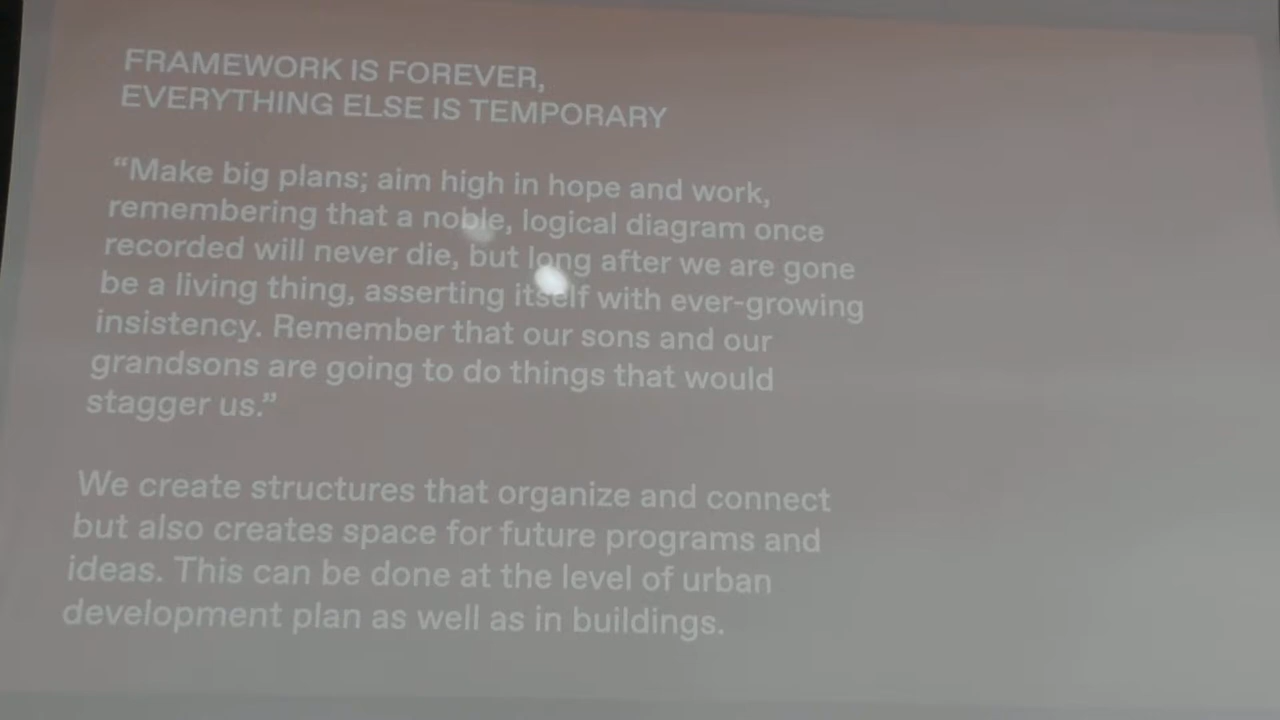 FRAMEWORK IS FOREVER,
EVERYTHING ELSE IS TEMPORARY
“Make big plans; aim high in hope and work,
remembering that a noble, logical diagram once
recorded will never die, but long after we are gone
be a living thing, asserting itself with ever-growing
insistency. Remember that our sons and our
grandsons are going to do things that would
stagger us.”
We create structures that organize and connect
but also creates space for future programs and
ideas. This can be done at the level of urban
development plan as well as in buildings.